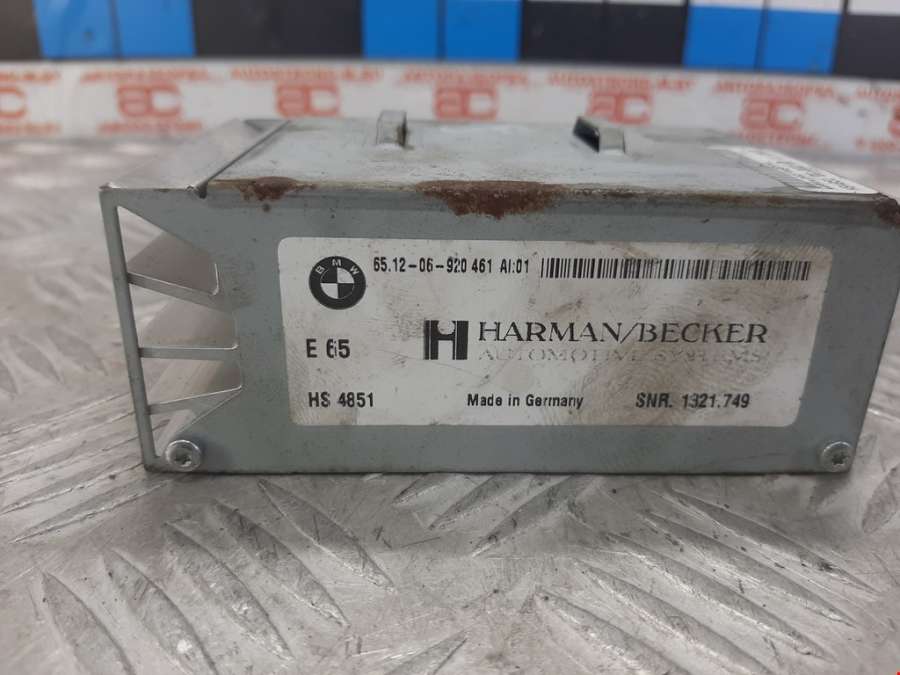 BMW
65.12-06-920 461 AI:01
E 65
HARMAN/BECKER
AUTOMOTIVE SYSTEMS
HS 4851
Made in Germany
SNR. 1321.749